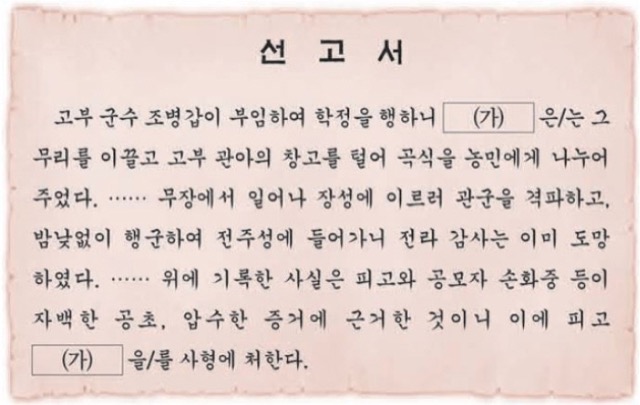 선 고 서
고부 군수 조병갑이 부임하여 학정을 행하니 (가) 은/는 그
무리를 이끌고 고부 관아의 창고를 털어 곡식을 농민에게 나누어
주었다. …… 무장에서 일어나 장성에 이르러 관군을 격파하고,
밤낮없이 행군하여 전주성에 들어가니 전라 감사는 이미 도망
하였다. …… 위에 기록한 사실은 피고와 공모자 손화중 등이
자백한 공초, 압수한 증거에 근거한 것이니 이에 피고
(가) 을/를 사형에 처한다.